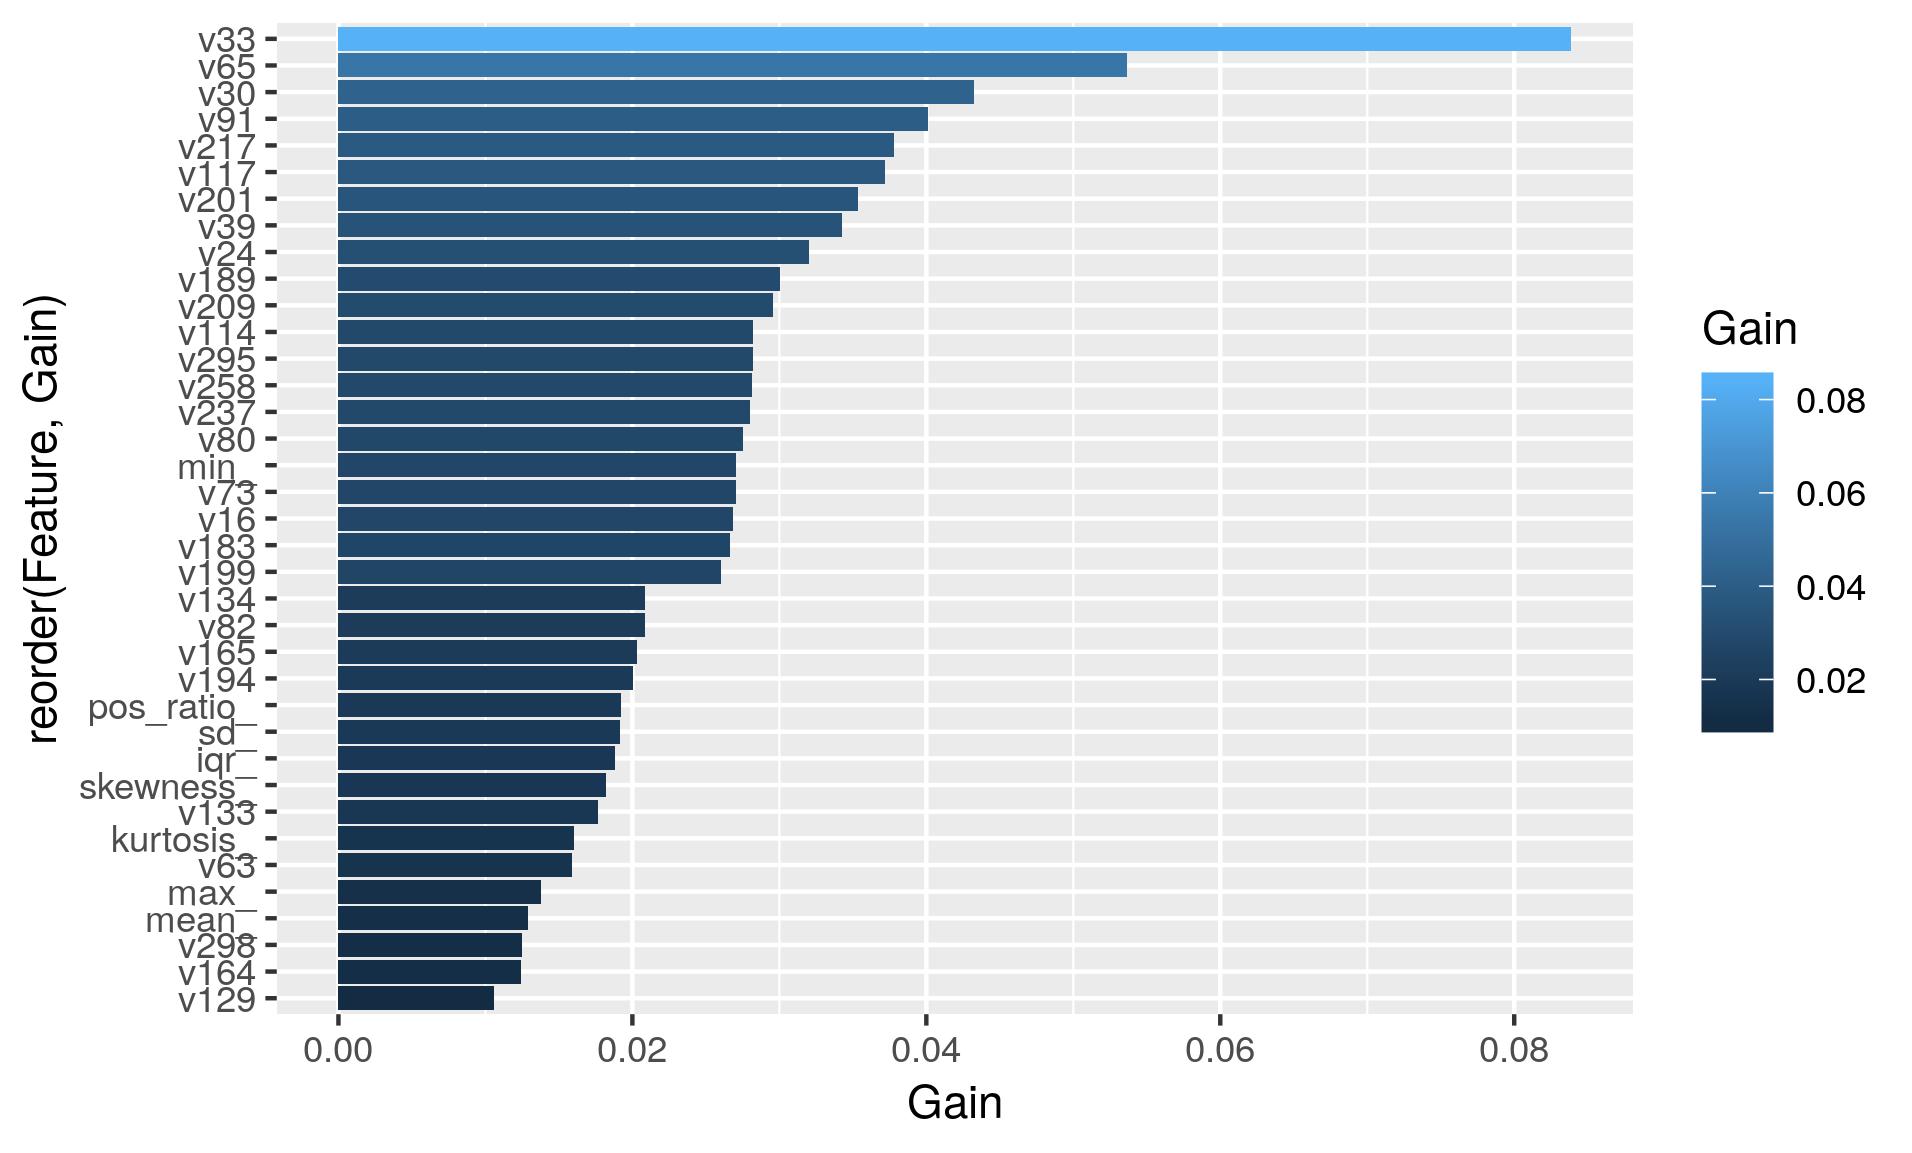 v33
v65
v30
v91
v217
v117
v201
v39
v24
v189
v209
v114
v295
v258
v237
v80
min_
v73
v16
v183
v199
v134
v82
v165
v194
pos_ratio_
sd_
iqr_
skewness_
v133
kurtosis_
v63
max_
mean_
v298
v164
v129
reorder(Feature, Gain)
0.00 0.02 0.04 0.06 0.08
Gain
Gain
0.08
0.06
0.04
0.02